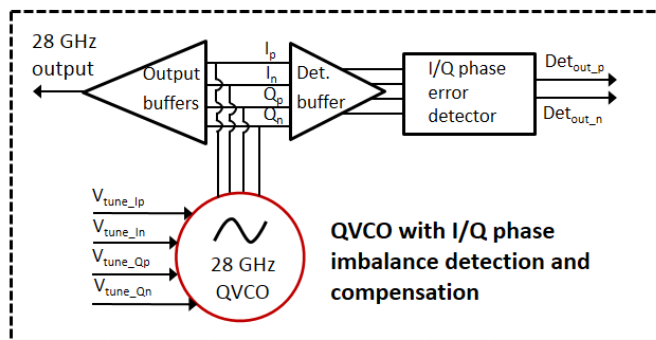 28 GHz
output
Output
buffers
I_p
I_n
Q_p
Q_n
Det.
buffer
I/Q phase
error
detector
Det_out_p
Det_out_n
V_tune_Ip
V_tune_In
V_tune_Qp
V_tune_Qn
28 GHz
QVCO
QVCO with I/Q phase
imbalance detection and
compensation